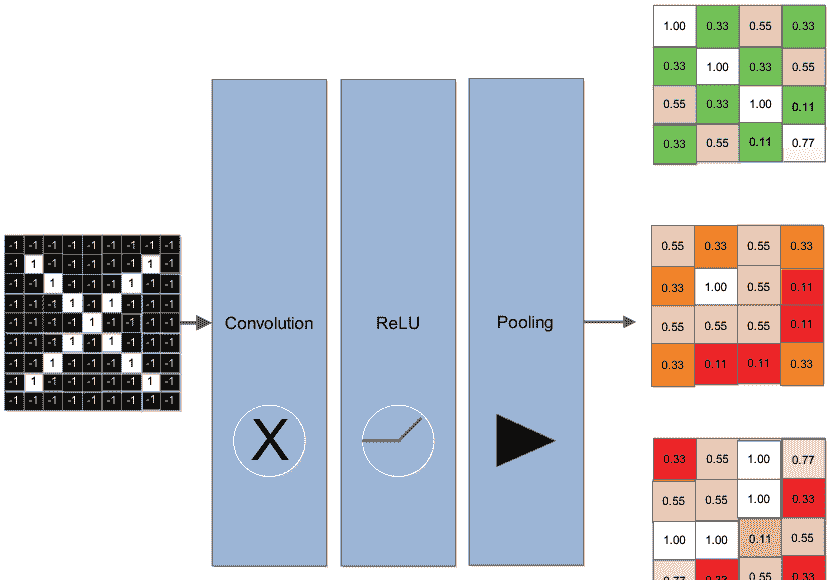 -1 -1 -1 -1 -1 -1 -1 -1 -1
-1 1 -1 -1 -1 -1 -1 1 -1
-1 -1 1 -1 -1 -1 1 -1 -1
-1 -1 -1 1 -1 1 -1 -1 -1
-1 -1 -1 -1 1 -1 -1 -1 -1
-1 -1 -1 1 -1 1 -1 -1 -1
-1 -1 1 -1 -1 -1 1 -1 -1
-1 1 -1 -1 -1 -1 -1 1 -1
-1 -1 -1 -1 -1 -1 -1 -1 -1
Convolution
X
ReLU
Pooling
1.00 0.33 0.55 0.33
0.33 1.00 0.33 0.55
0.55 0.33 1.00 0.11
0.33 0.55 0.11 0.77
0.55 0.33 0.55 0.33
0.33 1.00 0.55 0.11
0.55 0.55 0.55 0.11
0.33 0.11 0.11 0.33
0.33 0.55 1.00 0.77
0.55 0.55 1.00 0.33
1.00 1.00 0.11 0.55
0.55 0.33